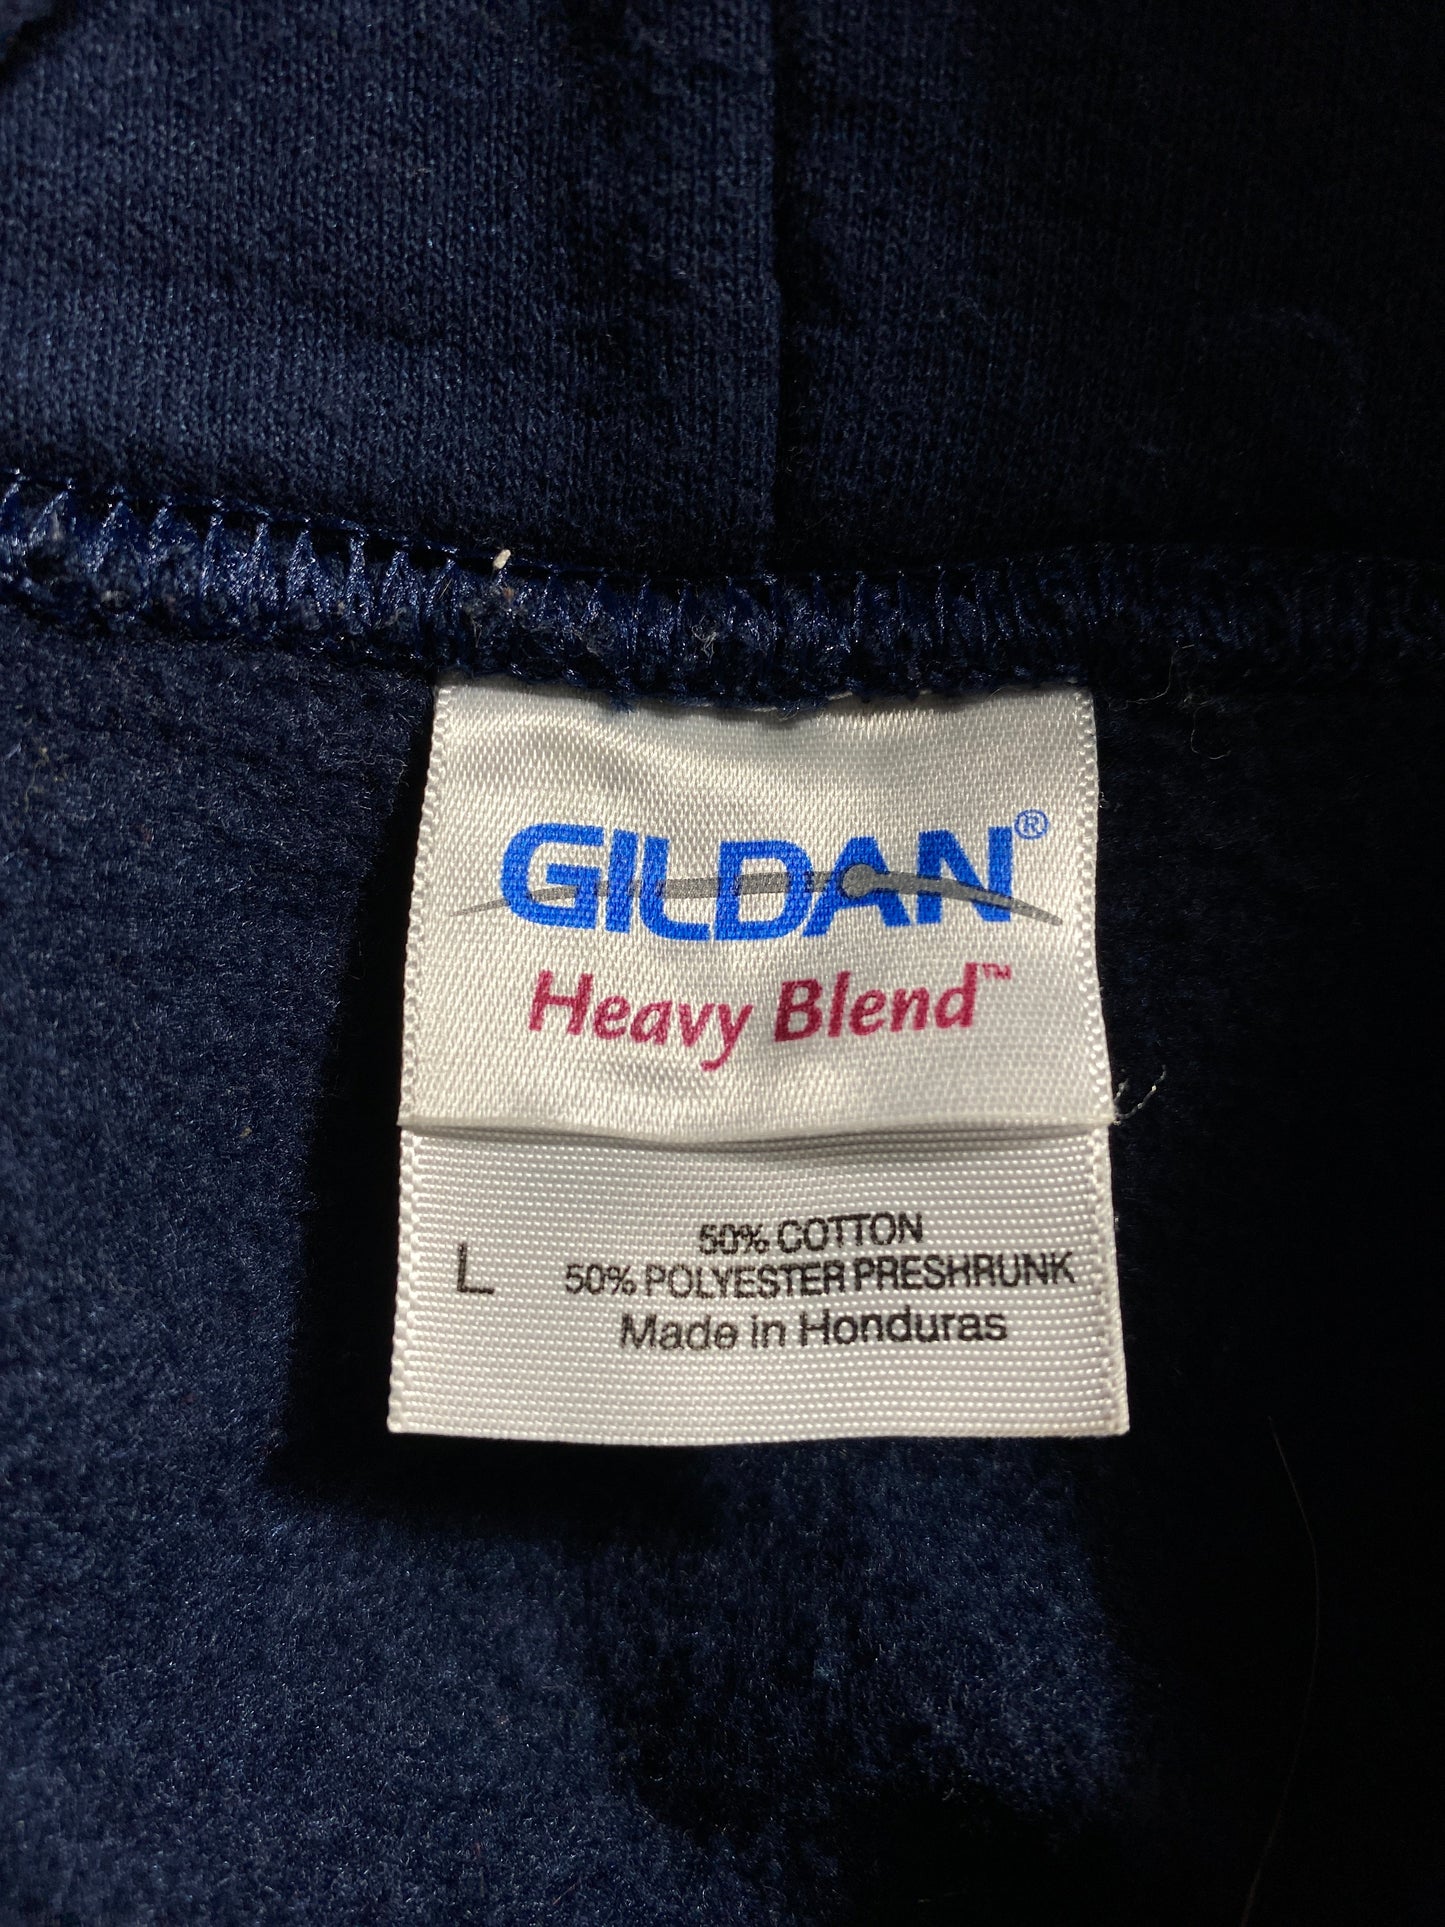 GILDAN®
Heavy Blend™
50% COTTON
L 50% POLYESTER PRESHRUNK
Made in Honduras